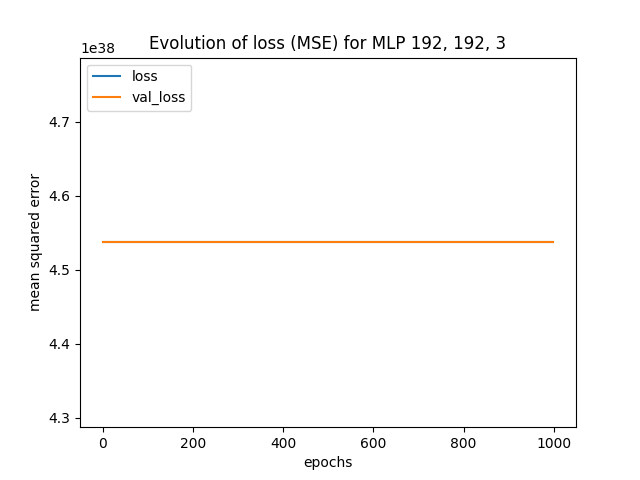 Evolution of loss (MSE) for MLP 192, 192, 3
1e38
loss
val_loss
4.7
4.6
4.5
4.4
4.3
mean squared error
0 200 400 600 800 1000
epochs